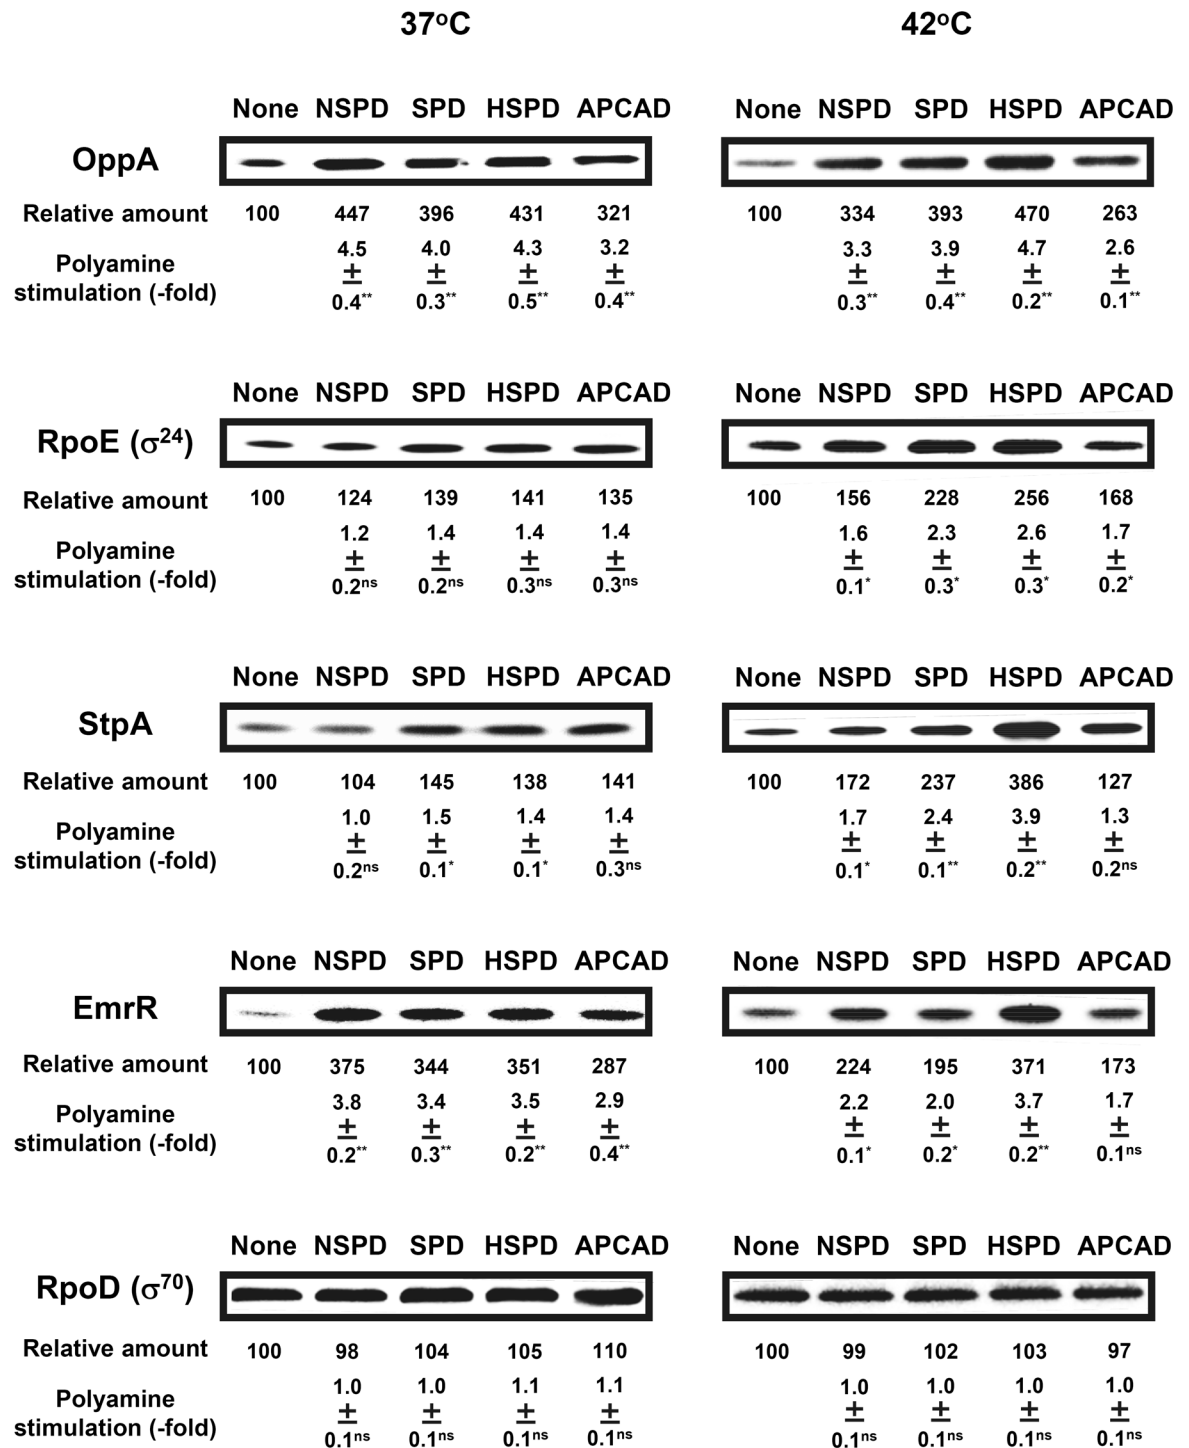 37°C 42°C
None NSPD SPD HSPD APCAD None NSPD SPD HSPD APCAD
OppA
Relative amount 100 447 396 431 321 100 334 393 470 263
4.5 4.0 4.3 3.2 3.3 3.9 4.7 2.6
Polyamine ± ± ± ± ± ± ± ±
stimulation (-fold) 0.4** 0.3** 0.5** 0.4** 0.3** 0.4** 0.2** 0.1**
None NSPD SPD HSPD APCAD None NSPD SPD HSPD APCAD
RpoE (σ24)
Relative amount 100 124 139 141 135 100 156 228 256 168
1.2 1.4 1.4 1.4 1.6 2.3 2.6 1.7
Polyamine ± ± ± ± ± ± ± ±
stimulation (-fold) 0.2ns 0.2ns 0.3ns 0.3ns 0.1* 0.3* 0.3* 0.2*
None NSPD SPD HSPD APCAD None NSPD SPD HSPD APCAD
StpA
Relative amount 100 104 145 138 141 100 172 237 386 127
1.0 1.5 1.4 1.4 1.7 2.4 3.9 1.3
Polyamine ± ± ± ± ± ± ± ±
stimulation (-fold) 0.2ns 0.1* 0.1* 0.3ns 0.1* 0.1** 0.2** 0.2ns
None NSPD SPD HSPD APCAD None NSPD SPD HSPD APCAD
EmrR
Relative amount 100 375 344 351 287 100 224 195 371 173
3.8 3.4 3.5 2.9 2.2 2.0 3.7 1.7
Polyamine ± ± ± ± ± ± ± ±
stimulation (-fold) 0.2** 0.3** 0.2** 0.4** 0.1* 0.2* 0.2** 0.1ns
None NSPD SPD HSPD APCAD None NSPD SPD HSPD APCAD
RpoD (σ70)
Relative amount 100 98 104 105 110 100 99 102 103 97
1.0 1.0 1.1 1.1 1.0 1.0 1.0 1.0
Polyamine ± ± ± ± ± ± ± ±
stimulation (-fold) 0.1ns 0.1ns 0.1ns 0.1ns 0.1ns 0.1ns 0.1ns 0.1ns